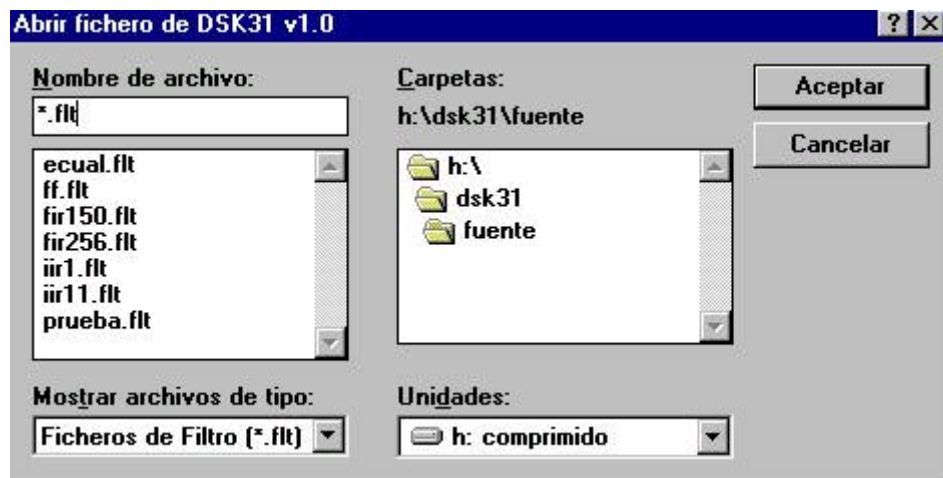 Abrir fichero de DSK31 v1.0
Nombre de archivo:
*.flt
ecual.flt
ff.flt
fir150.flt
fir256.flt
iir1.flt
iir11.flt
prueba.flt
Mostrar archivos de tipo:
Ficheros de Filtro (*.flt)
Carpetas:
h:\dsk31\fuente
h:\
dsk31
fuente
Unidades:
h: comprimido
Aceptar
Cancelar